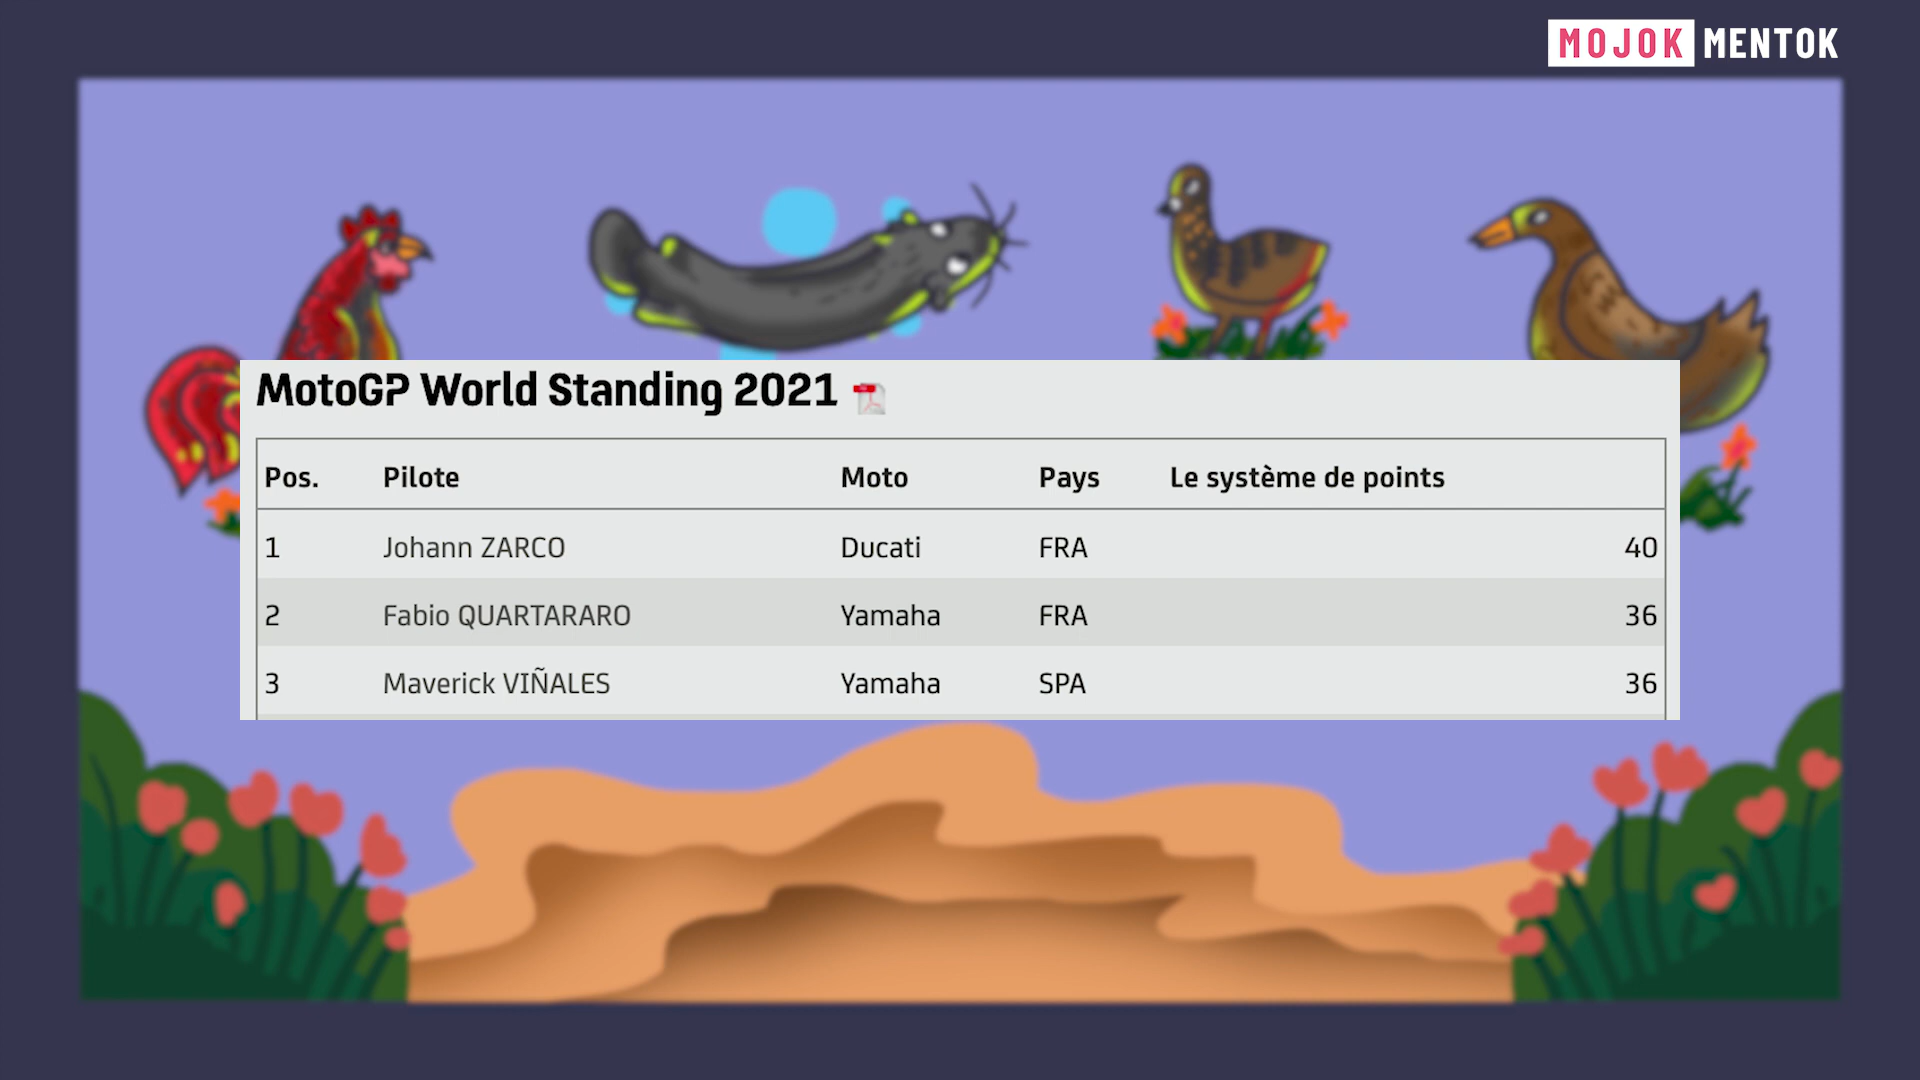 MOJOK MENTOK
MotoGP World Standing 2021
Pos. Pilote Moto Pays Le système de points
1 Johann ZARCO Ducati FRA 40
2 Fabio QUARTARARO Yamaha FRA 36
3 Maverick VIÑALES Yamaha SPA 36